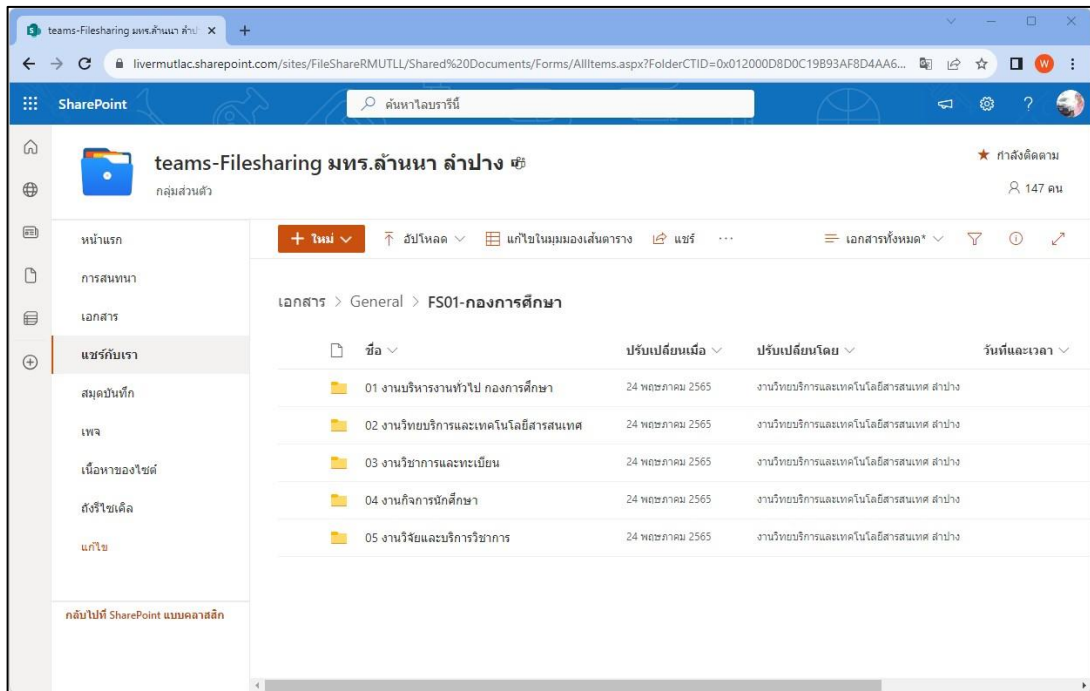 teams-Filesharing มทร.ล้านนา ลำป
livermutlac.sharepoint.com/sites/FileShareRMUTLL/Shared%20Documents/Forms/AllItems.aspx?FolderCTID=0x012000D8D0C19B93AF8D4AA6...
W
SharePoint
ค้นหาไลบรารีนี้
teams-Filesharing มทร.ล้านนา ลำปาง
กลุ่มส่วนตัว
กำลังติดตาม
147 คน
หน้าแรก
การสนทนา
เอกสาร
แชร์กับเรา
สมุดบันทึก
เพจ
เนื้อหาของไซต์
ถังรีไซเคิล
แก้ไข
กลับไปที่ SharePoint แบบคลาสสิก
+ ใหม่ อัปโหลด แก้ไขในมุมมองเส้นตาราง แชร์ ... เอกสารทั้งหมด*
เอกสาร > General > FS01-กองการศึกษา
ชื่อ ปรับเปลี่ยนเมื่อ ปรับเปลี่ยนโดย วันที่และเวลา
01 งานบริหารงานทั่วไป กองการศึกษา 24 พฤษภาคม 2565 งานวิทยบริการและเทคโนโลยีสารสนเทศ ลำปาง
02 งานวิทยบริการและเทคโนโลยีสารสนเทศ 24 พฤษภาคม 2565 งานวิทยบริการและเทคโนโลยีสารสนเทศ ลำปาง
03 งานวิชาการและทะเบียน 24 พฤษภาคม 2565 งานวิทยบริการและเทคโนโลยีสารสนเทศ ลำปาง
04 งานกิจการนักศึกษา 24 พฤษภาคม 2565 งานวิทยบริการและเทคโนโลยีสารสนเทศ ลำปาง
05 งานวิจัยและบริการวิชาการ 24 พฤษภาคม 2565 งานวิทยบริการและเทคโนโลยีสารสนเทศ ลำปาง